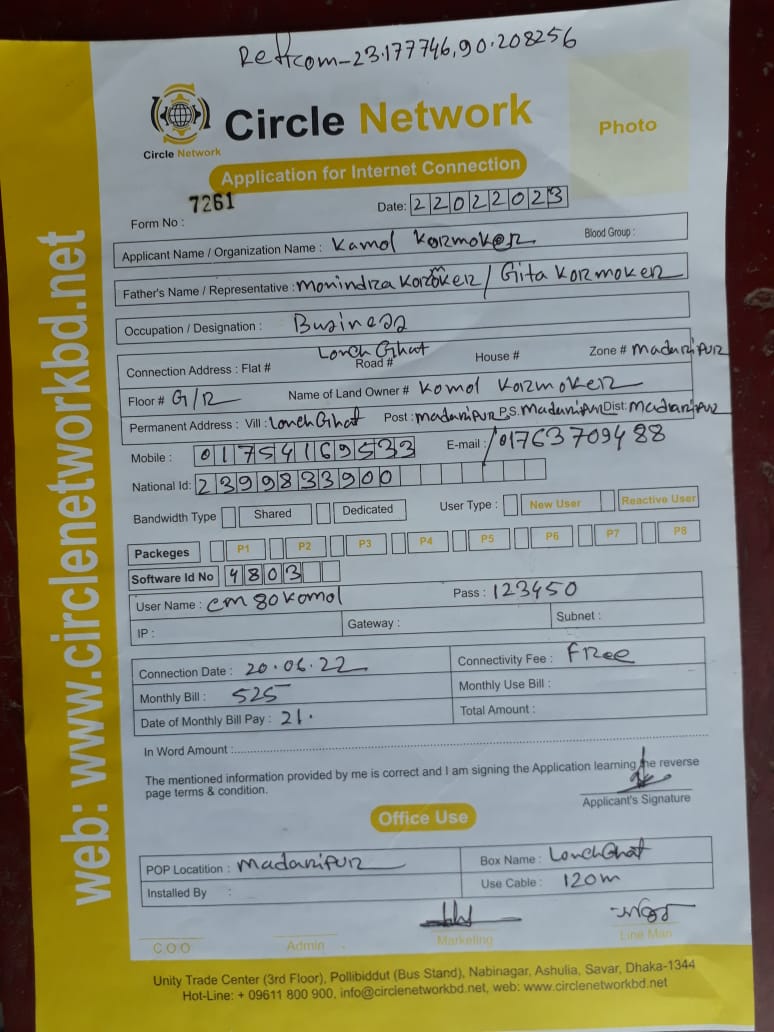 Reffcom-23.177746,90.208256
Circle Network
Circle Network
Photo
Application for Internet Connection
7261
Form No :
Date: 22022023
Applicant Name / Organization Name : Kamol Kormoker
Blood Group :
Father's Name / Representative : Monindra Kormoker / Gita Kormoker
Occupation / Designation : Business
Connection Address : Flat # Lonch Ghat Road # House # Zone # Madaripur
Floor # G/R Name of Land Owner # Komol Kormoker
Permanent Address : Vill : Lonch Ghat Post : Madaripur P.S. Madaripur Dist: Madaripur
Mobile : 01754169533 E-mail : /01763709488
National Id: 2399833900
Bandwidth Type Shared Dedicated User Type : New User Reactive User
Packeges P1 P2 P3 P4 P5 P6 P7 P8
Software Id No 4803
User Name : cm80komol Pass : 123450
IP : Gateway : Subnet :
Connection Date : 20.06.22 Connectivity Fee : Free
Monthly Bill : 525 Monthly Use Bill :
Date of Monthly Bill Pay : 21. Total Amount :
In Word Amount :
The mentioned information provided by me is correct and I am signing the Application learning the reverse
page terms & condition.
Applicant's Signature
Office Use
POP Locatition : Madaripur Box Name : Lonch Ghat
Installed By : Use Cable : 120m
C.O.O Admin Marketing Line Man
Unity Trade Center (3rd Floor), Pollibiddut (Bus Stand), Nabinagar, Ashulia, Savar, Dhaka-1344
Hot-Line: + 09611 800 900, info@circlenetworkbd.net, web: www.circlenetworkbd.net
web: www.circlenetworkbd.net